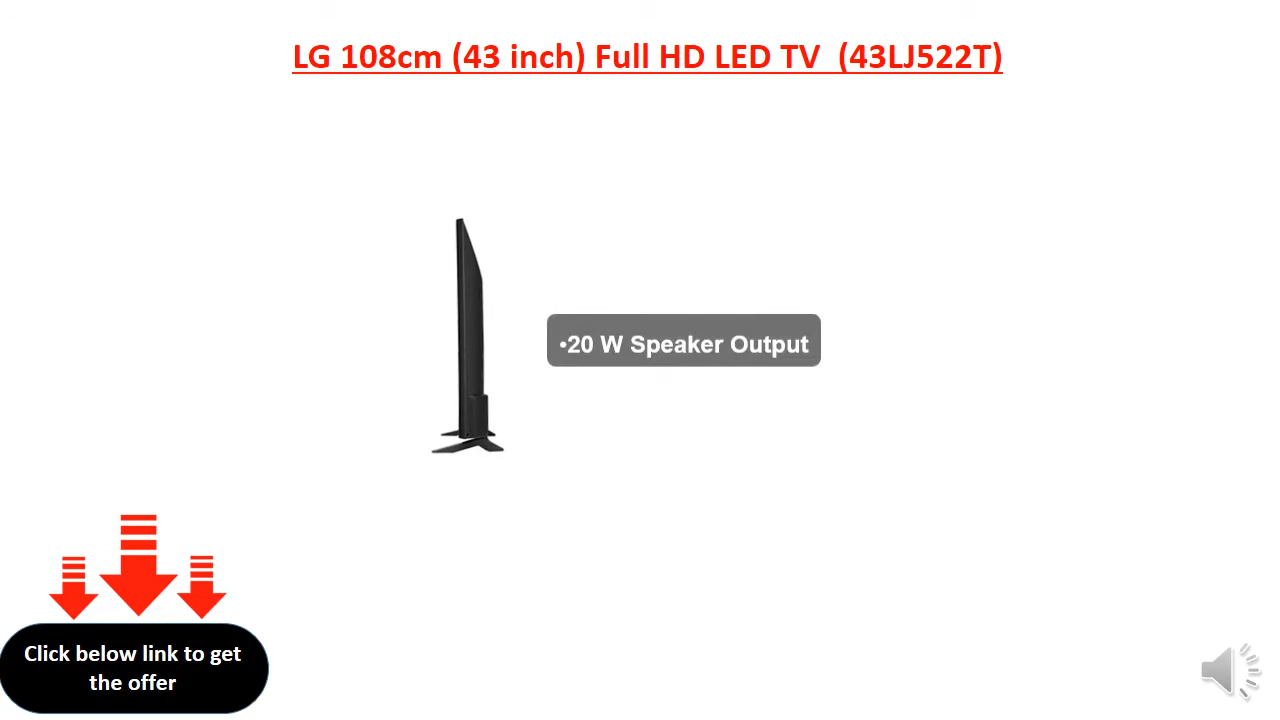 LG 108cm (43 inch) Full HD LED TV  (43LJ522T)
•20 W Speaker Output
Click below link to get
the offer